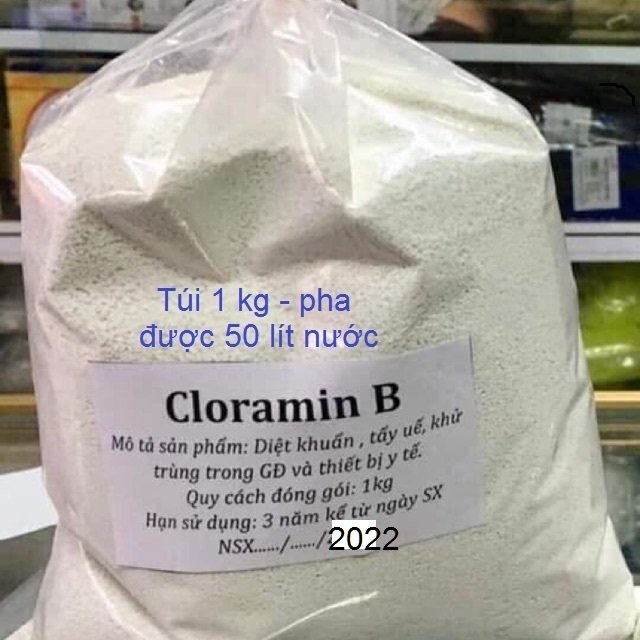 Túi 1 kg - pha
được 50 lít nước
Cloramin B
Mô tả sản phẩm: Diệt khuẩn , tẩy uế, khử
trùng trong GĐ và thiết bị y tế.
Quy cách đóng gói: 1kg
Hạn sử dụng: 3 năm kể từ ngày SX
NSX....../....../2022